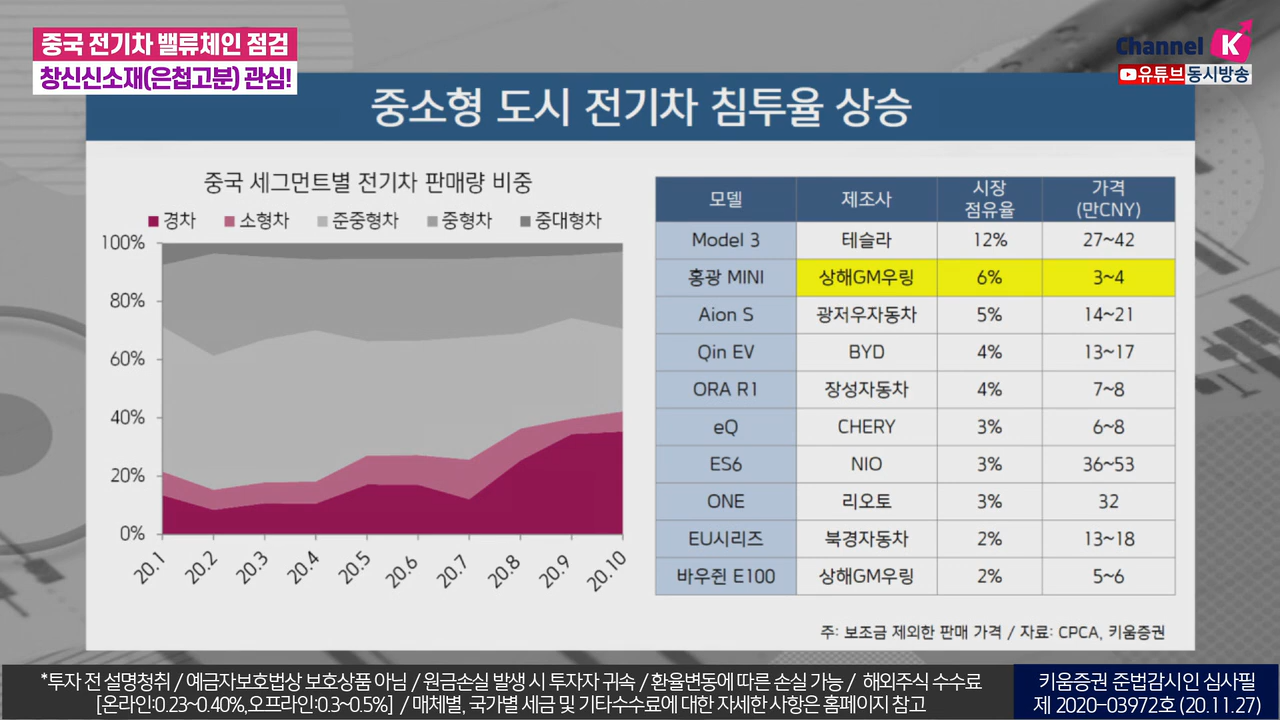 중국 전기차 밸류체인 점검
창신신소재(은첩고분) 관심!
Channel K
유튜브동시방송
중소형 도시 전기차 침투율 상승
중국 세그먼트별 전기차 판매량 비중
경차 소형차 준중형차 중형차 중대형차
100%
80%
60%
40%
20%
0%
20.1 20.2 20.3 20.4 20.5 20.6 20.7 20.8 20.9 20.10
모델 제조사 시장 점유율 가격 (만CNY)
Model 3 테슬라 12% 27~42
홍광 MINI 상해GM우링 6% 3~4
Aion S 광저우자동차 5% 14~21
Qin EV BYD 4% 13~17
ORA R1 장성자동차 4% 7~8
eQ CHERY 3% 6~8
ES6 NIO 3% 36~53
ONE 리오토 3% 32
EU시리즈 북경자동차 2% 13~18
바우쥔 E100 상해GM우링 2% 5~6
주: 보조금 제외한 판매 가격 / 자료: CPCA, 키움증권
*투자 전 설명청취 / 예금자보호법상 보호상품 아님 / 원금손실 발생 시 투자자 귀속 / 환율변동에 따른 손실 가능 / 해외주식 수수료
[온라인:0.23~0.40%,오프라인:0.3~0.5%] / 매체별, 국가별 세금 및 기타수수료에 대한 자세한 사항은 홈페이지 참고
키움증권 준법감시인 심사필
제 2020-03972호 (20.11.27)